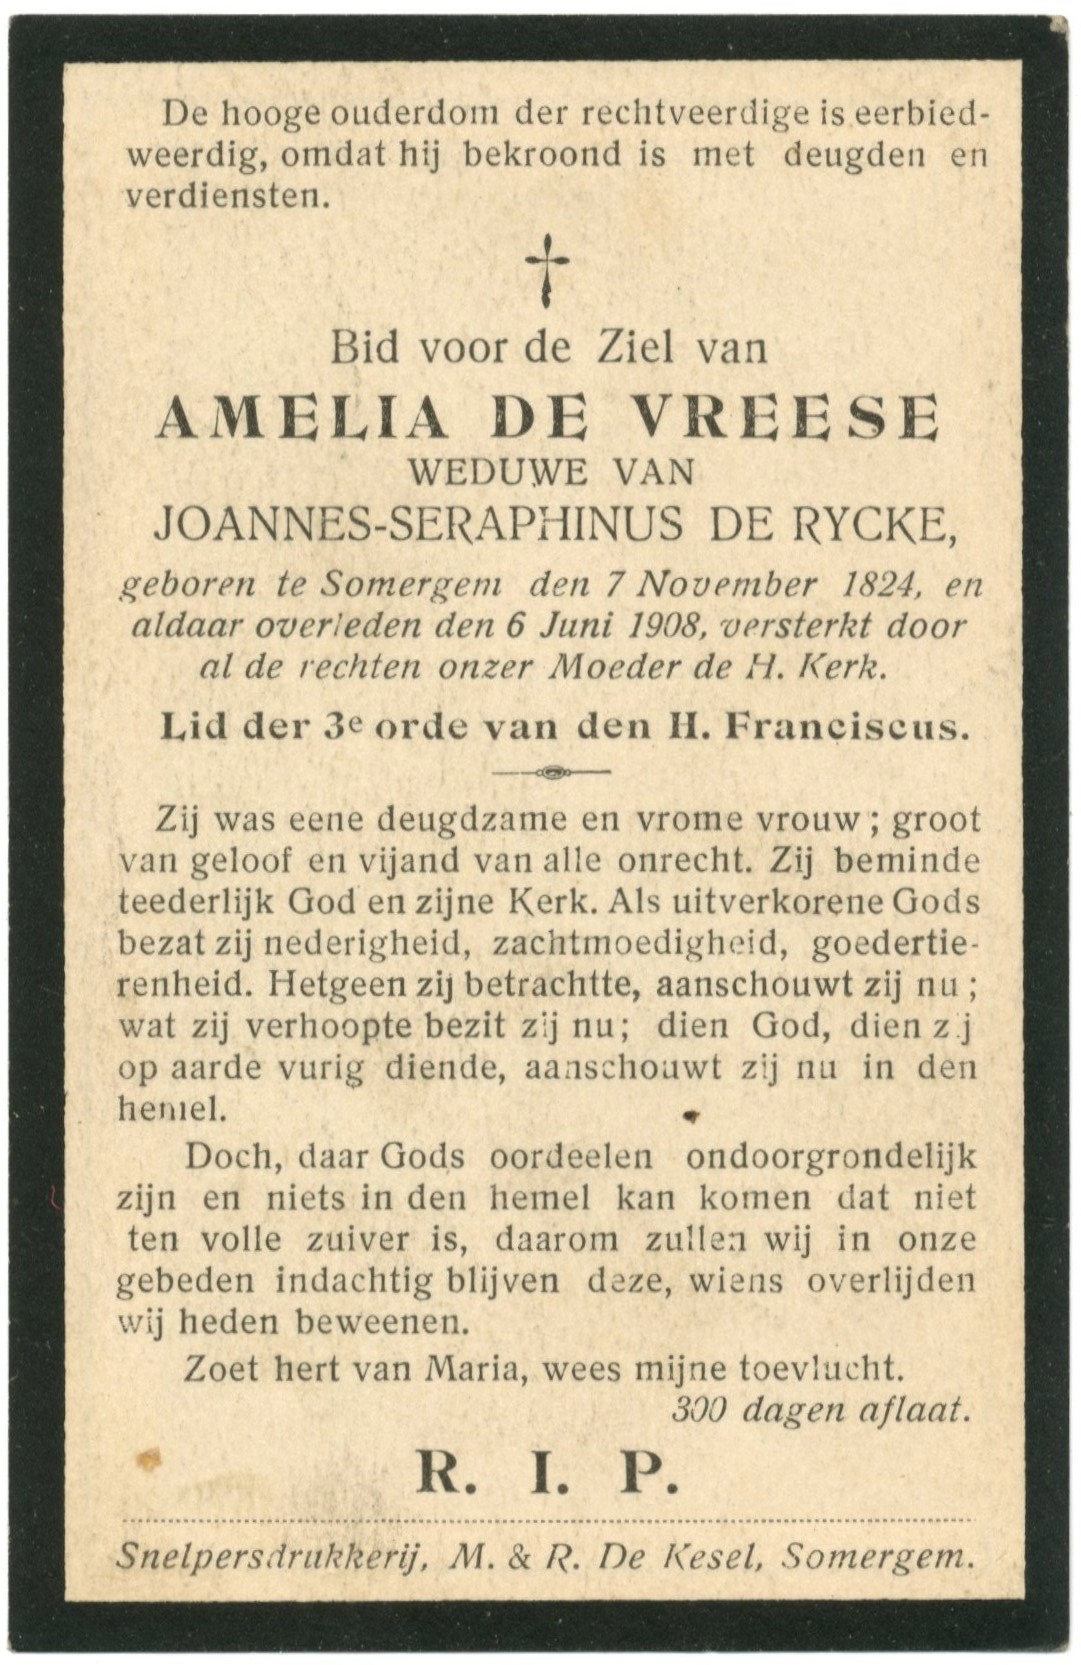 De hooge ouderdom der rechtveerdige is eerbied-
weerdig, omdat hij bekroond is met deugden en
verdiensten.
Bid voor de Ziel van
AMELIA DE VREESE
WEDUWE VAN
JOANNES-SERAPHINUS DE RYCKE,
geboren te Somergem den 7 November 1824, en
aldaar overleden den 6 Juni 1908, versterkt door
al de rechten onzer Moeder de H. Kerk.
Lid der 3e orde van den H. Franciscus.
Zij was eene deugdzame en vrome vrouw ; groot
van geloof en vijand van alle onrecht. Zij beminde
teederlijk God en zijne Kerk. Als uitverkorene Gods
bezat zij nederigheid, zachtmoedigheid, goedertie-
renheid. Hetgeen zij betrachtte, aanschouwt zij nu ;
wat zij verhoopte bezit zij nu; dien God, dien zij
op aarde vurig diende, aanschouwt zij nu in den
hemel.
Doch, daar Gods oordeelen ondoorgrondelijk
zijn en niets in den hemel kan komen dat niet
ten volle zuiver is, daarom zullen wij in onze
gebeden indachtig blijven deze, wiens overlijden
wij heden beweenen.
Zoet hert van Maria, wees mijne toevlucht.
300 dagen aflaat.
R. I. P.
Snelpersdrukkerij, M. & R. De Kesel, Somergem.